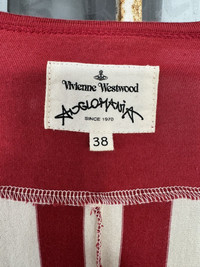 Vivienne Westwood
ANGLOMANIA
SINCE 1970
38